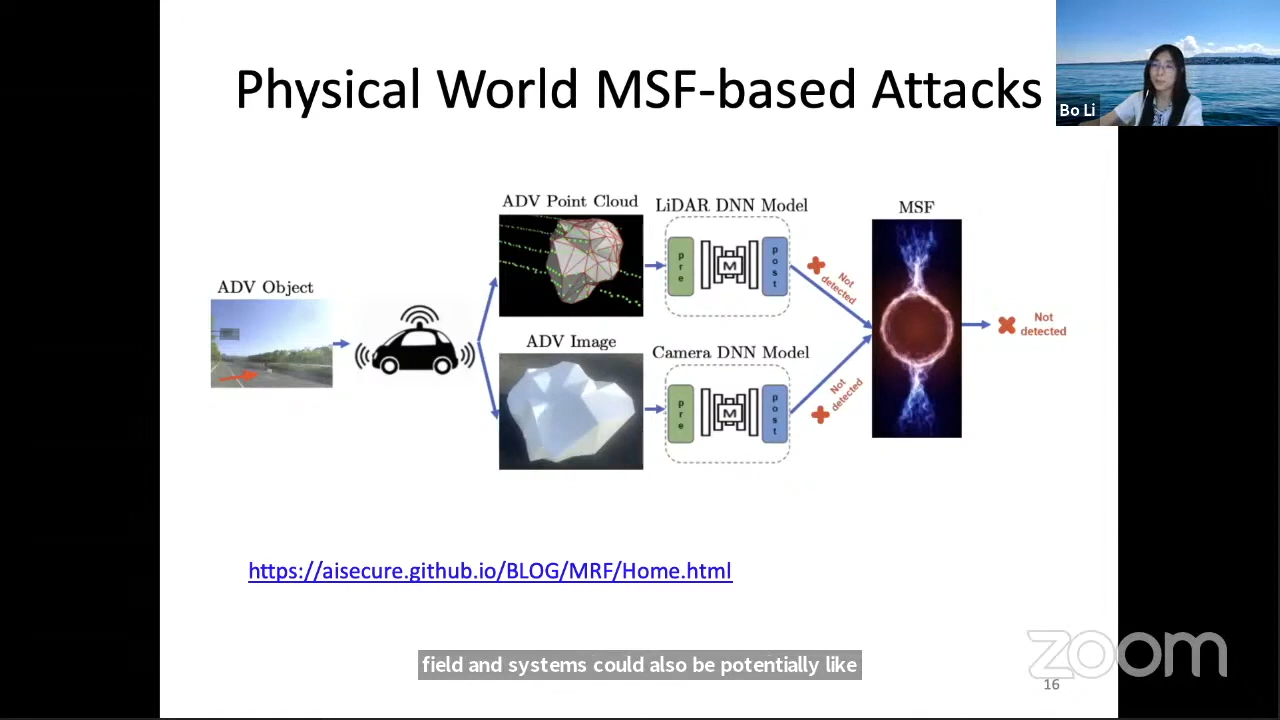 Physical World MSF-based Attacks
Bo Li
ADV Object
ADV Point Cloud
LiDAR DNN Model
pre
M
post
Not
detected
ADV Image
Camera DNN Model
pre
M
post
Not
detected
MSF
Not
detected
https://aisecure.github.io/BLOG/MRF/Home.html
field and systems could also be potentially like
zoom
16